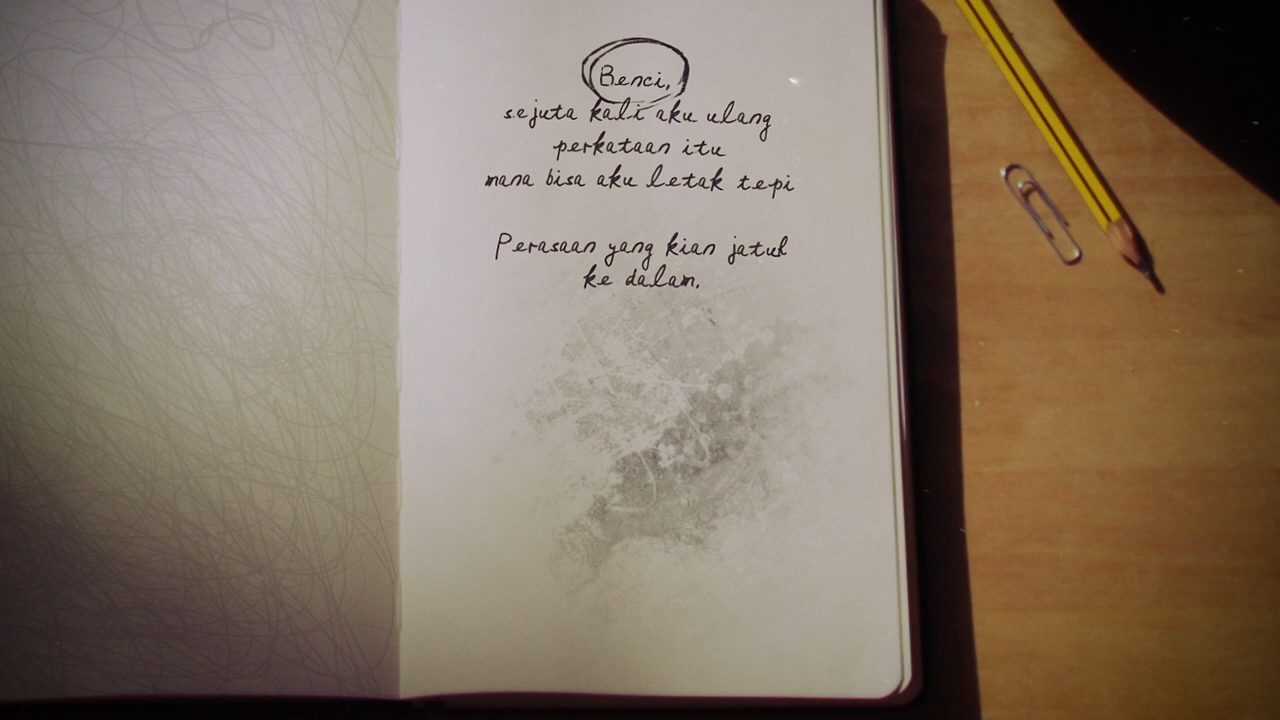 Benci,
sejuta kali aku ulang
perkataan itu
mana bisa aku letak tepi
Perasaan yang kian jatuh
ke dalam.